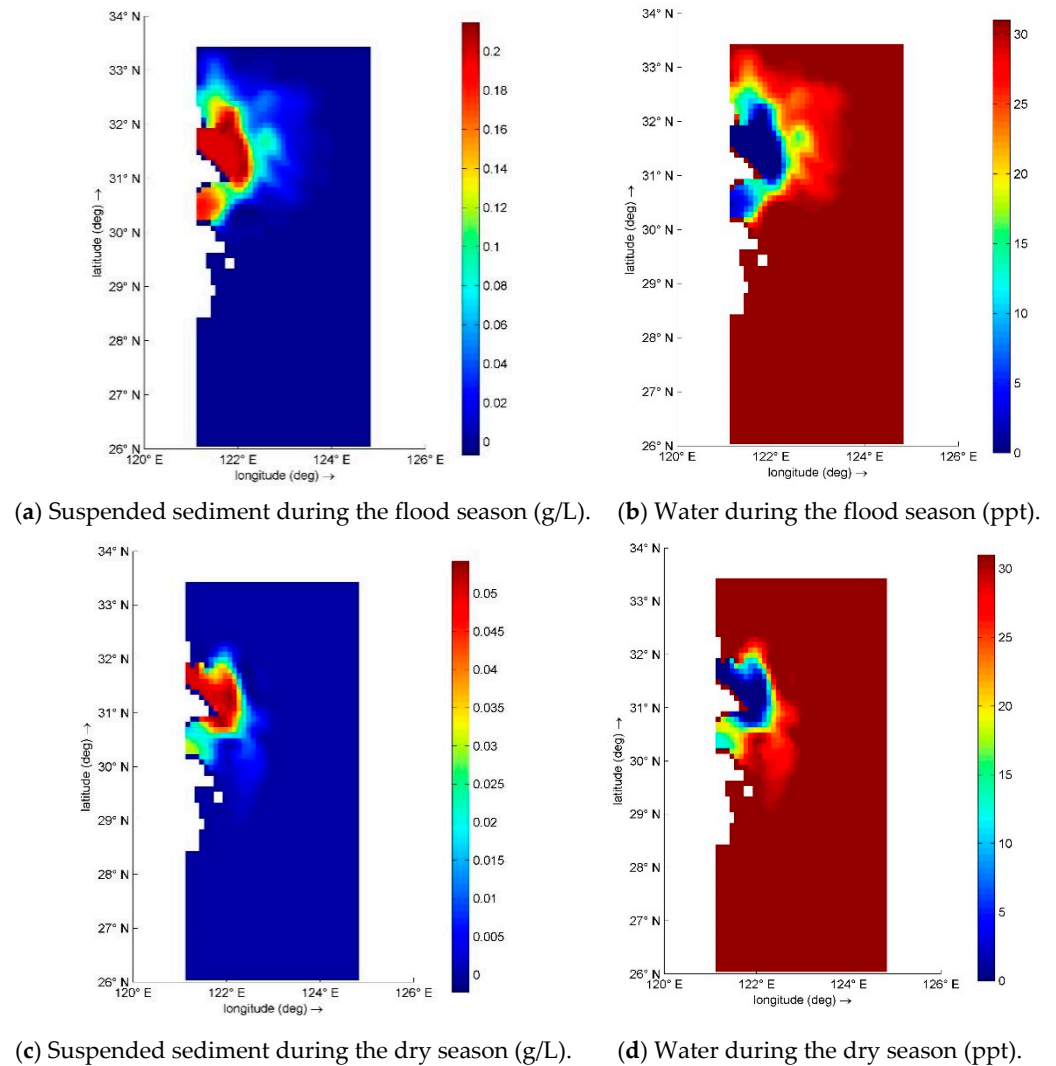 34° N
33° N
32° N
31° N
30° N
29° N
28° N
27° N
26° N
latitude (deg) →
120° E 122° E 124° E 126° E
longitude (deg) →
0.2
0.18
0.16
0.14
0.12
0.1
0.08
0.06
0.04
0.02
0
34° N
33° N
32° N
31° N
30° N
29° N
28° N
27° N
26° N
latitude (deg) →
120° E 122° E 124° E 126° E
longitude (deg) →
30
25
20
15
10
5
0
(a) Suspended sediment during the flood season (g/L). (b) Water during the flood season (ppt).
34° N
33° N
32° N
31° N
30° N
29° N
28° N
27° N
26° N
latitude (deg) →
120° E 122° E 124° E 126° E
longitude (deg) →
0.05
0.045
0.04
0.035
0.03
0.025
0.02
0.015
0.01
0.005
0
34° N
33° N
32° N
31° N
30° N
29° N
28° N
27° N
26° N
latitude (deg) →
120° E 122° E 124° E 126° E
longitude (deg) →
30
25
20
15
10
5
0
(c) Suspended sediment during the dry season (g/L). (d) Water during the dry season (ppt).